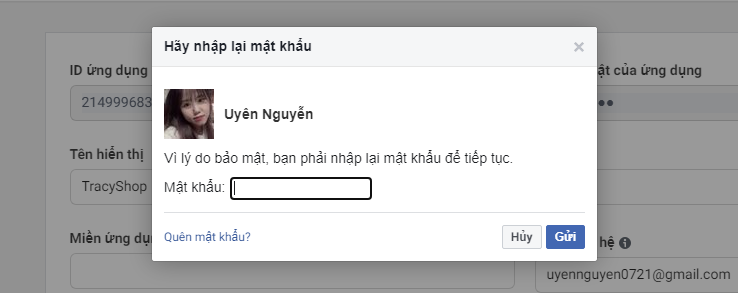 Hãy nhập lại mật khẩu ×
ID ứng dụng
ật của ứng dụng
214999683
••
Uyên Nguyễn
Tên hiển thị
Vì lý do bảo mật, bạn phải nhập lại mật khẩu để tiếp tục.
TracyShop
Mật khẩu:
Miền ứng dụ
Quên mật khẩu?
Hủy
Gửi
hệ
uyennguyen0721@gmail.com